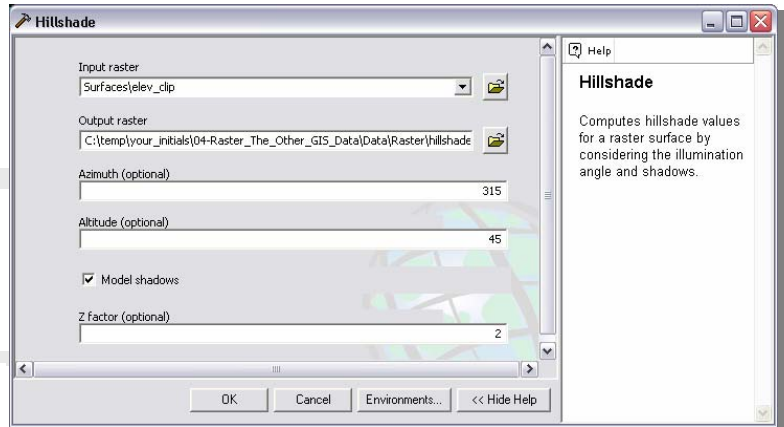 Hillshade
Input raster
Surfaces\elev_clip
Output raster
C:\temp\your_initials\04-Raster_The_Other_GIS_Data\Data\Raster\hillshade
Azimuth (optional)
315
Altitude (optional)
45
Model shadows
Z factor (optional)
2
OK
Cancel
Environments...
<< Hide Help
Help
Hillshade
Computes hillshade values
for a raster surface by
considering the illumination
angle and shadows.